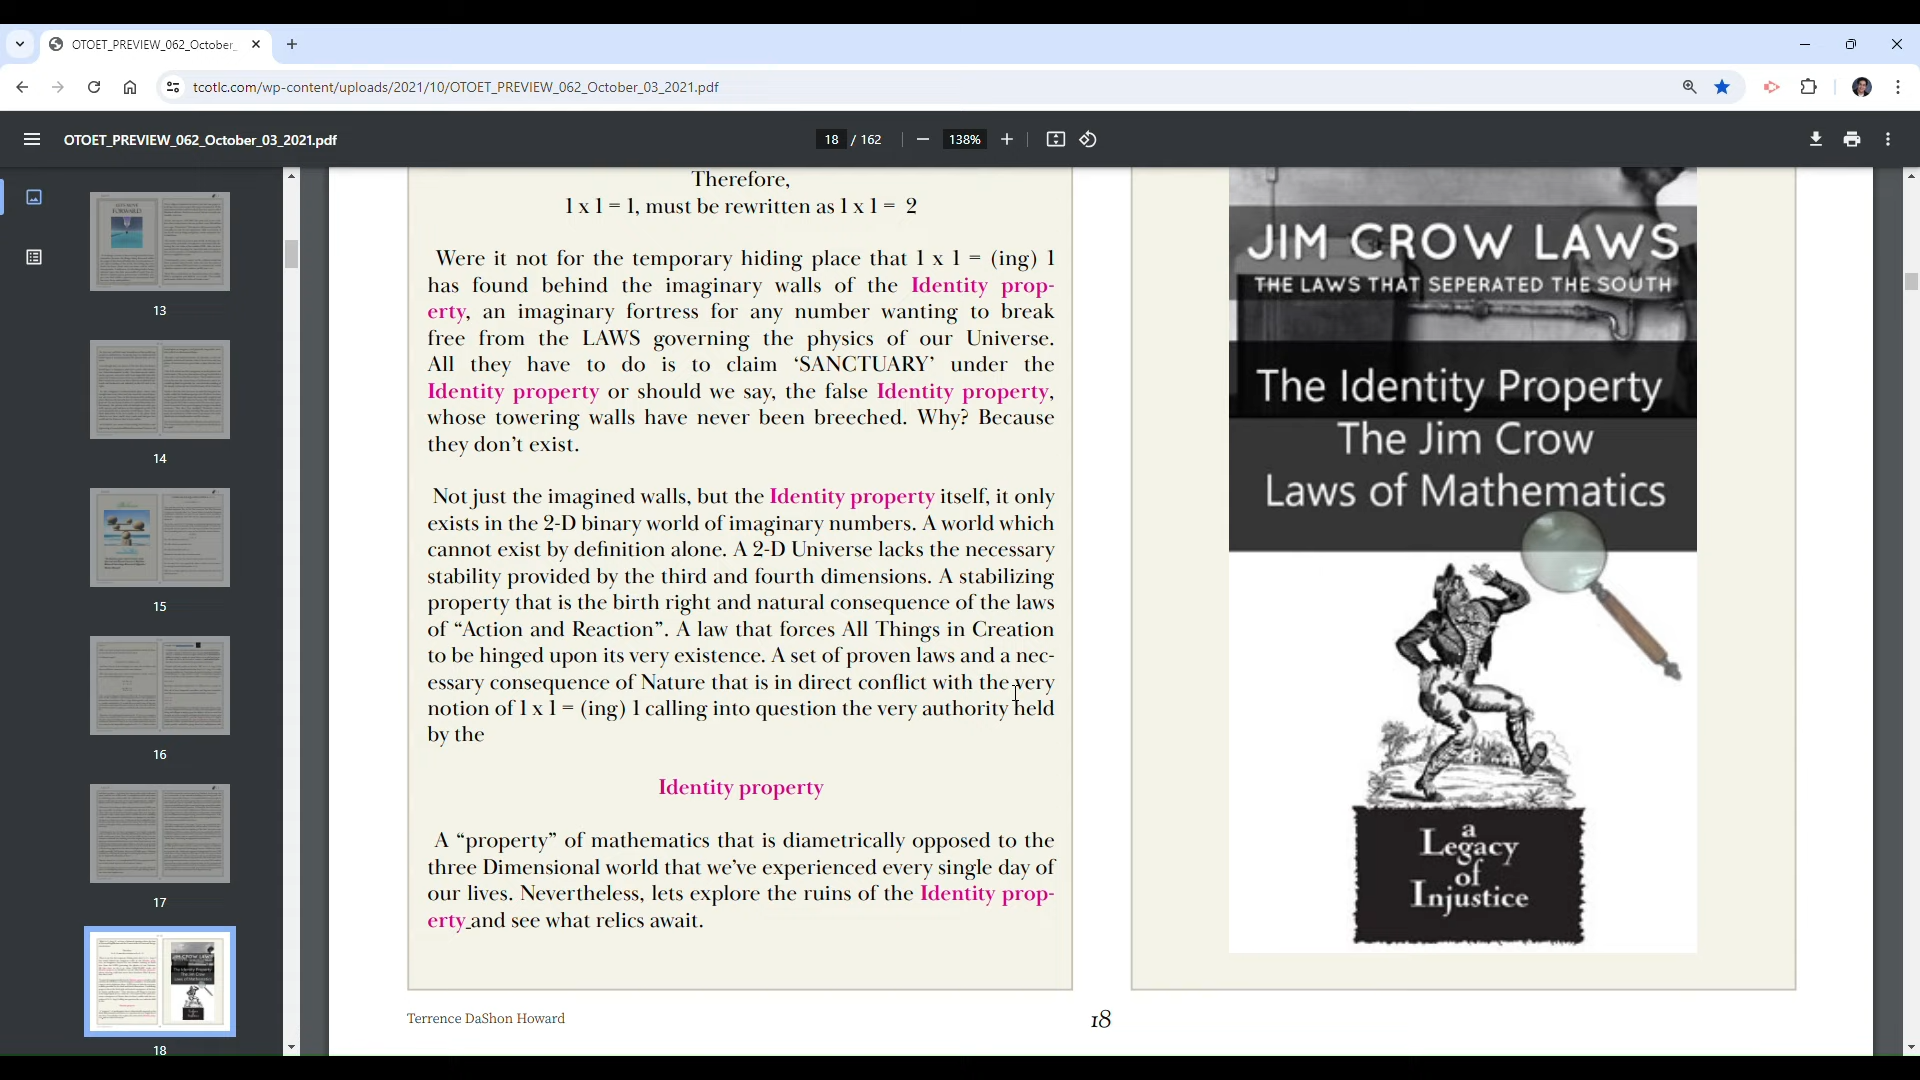 OTOET_PREVIEW_062_October_
tcotlc.com/wp-content/uploads/2021/10/OTOET_PREVIEW_062_October_03_2021.pdf
OTOET_PREVIEW_062_October_03_2021.pdf
18 / 162
138%
13
14
15
16
17
18
Therefore,
1 x 1 = 1, must be rewritten as 1 x 1 = 2
Were it not for the temporary hiding place that 1 x 1 = (ing) 1
has found behind the imaginary walls of the Identity prop-
erty, an imaginary fortress for any number wanting to break
free from the LAWS governing the physics of our Universe.
All they have to do is to claim ‘SANCTUARY’ under the
Identity property or should we say, the false Identity property,
whose towering walls have never been breeched. Why? Because
they don’t exist.
Not just the imagined walls, but the Identity property itself, it only
exists in the 2-D binary world of imaginary numbers. A world which
cannot exist by definition alone. A 2-D Universe lacks the necessary
stability provided by the third and fourth dimensions. A stabilizing
property that is the birth right and natural consequence of the laws
of “Action and Reaction”. A law that forces All Things in Creation
to be hinged upon its very existence. A set of proven laws and a nec-
essary consequence of Nature that is in direct conflict with the very
notion of 1 x 1 = (ing) 1 calling into question the very authority held
by the
Identity property
A “property” of mathematics that is diametrically opposed to the
three Dimensional world that we’ve experienced every single day of
our lives. Nevertheless, lets explore the ruins of the Identity prop-
erty and see what relics await.
Terrence DaShon Howard
18
JIM CROW LAWS
THE LAWS THAT SEPERATED THE SOUTH
The Identity Property
The Jim Crow
Laws of Mathematics
a
Legacy
of
Injustice